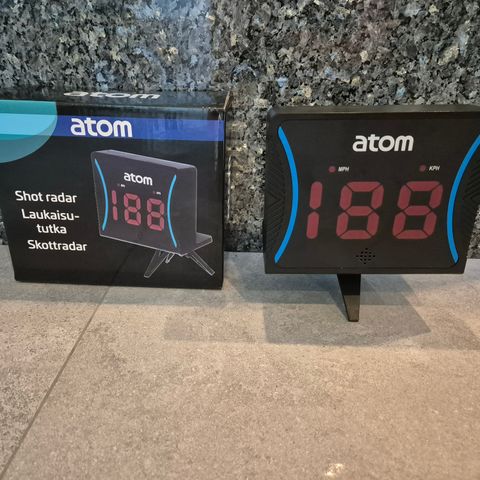 atom
Shot radar
Laukaisu-
tutka
Skottradar
atom
188
atom
MPH
KPH
188